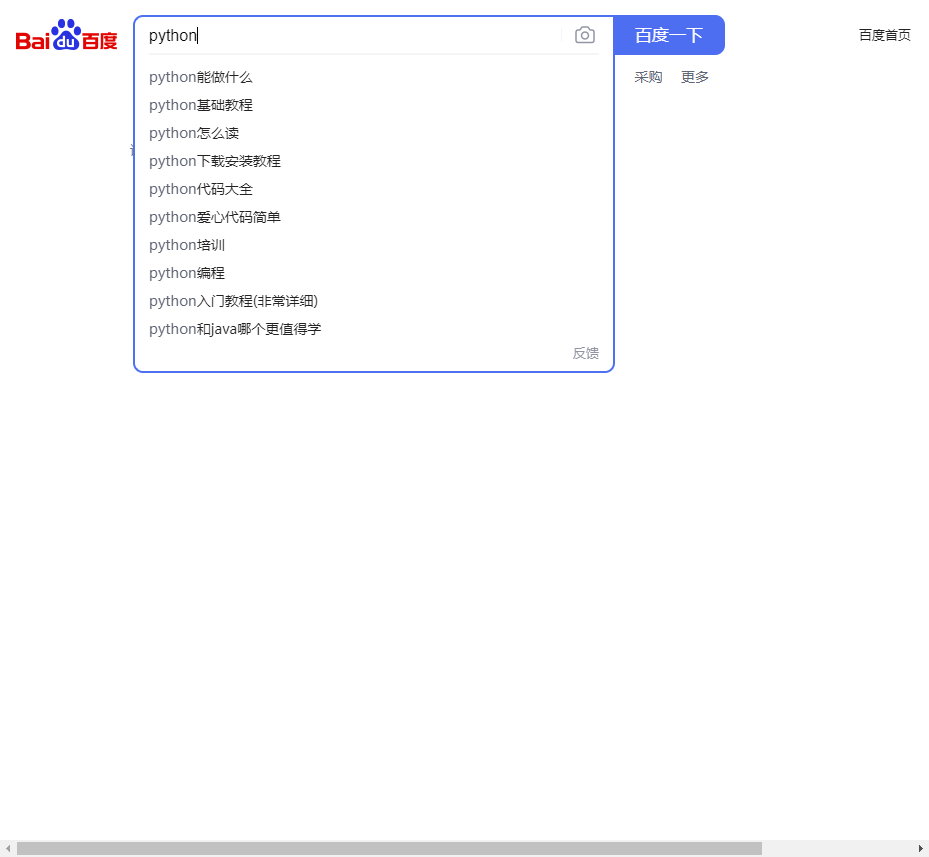 Baidu百度
python
百度一下
百度首页
采购 更多
python能做什么
python基础教程
python怎么读
python下载安装教程
python代码大全
python爱心代码简单
python培训
python编程
python入门教程(非常详细)
python和java哪个更值得学
反馈